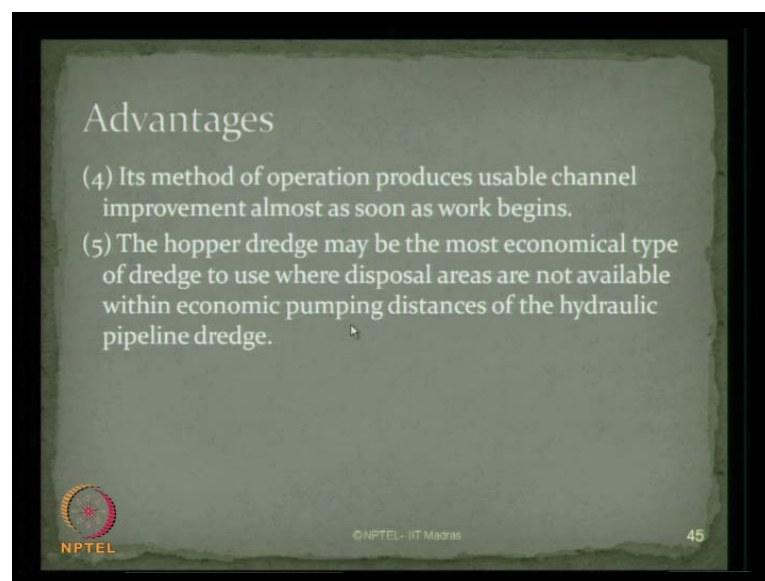 Advantages
(4) Its method of operation produces usable channel
improvement almost as soon as work begins.
(5) The hopper dredge may be the most economical type
of dredge to use where disposal areas are not available
within economic pumping distances of the hydraulic
pipeline dredge.
NPTEL
©NPTEL- IIT Madras
45